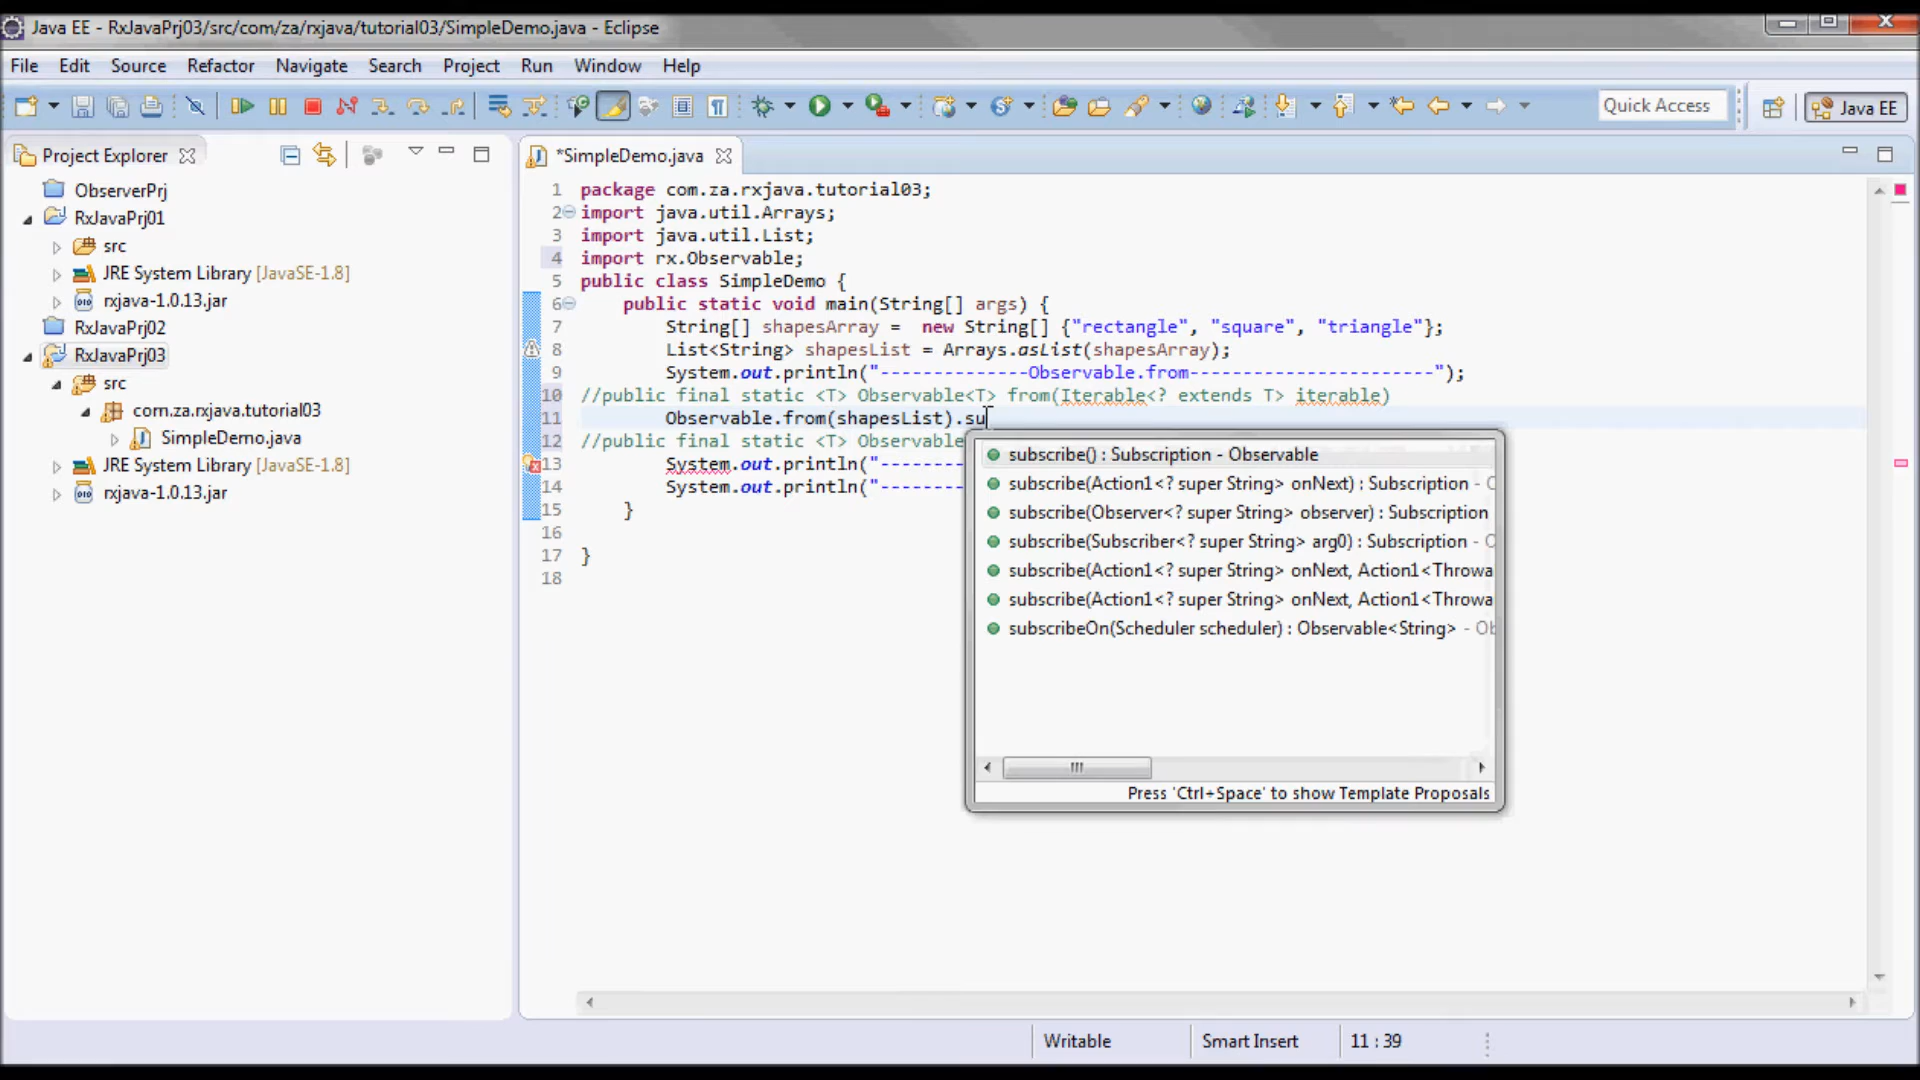 Java EE - RxJavaPrj03/src/com/za/rxjava/tutorial03/SimpleDemo.java - Eclipse
File Edit Source Refactor Navigate Search Project Run Window Help
Quick Access
Java EE
Project Explorer
ObserverPrj
RxJavaPrj01
src
JRE System Library [JavaSE-1.8]
rxjava-1.0.13.jar
RxJavaPrj02
RxJavaPrj03
src
com.za.rxjava.tutorial03
SimpleDemo.java
JRE System Library [JavaSE-1.8]
rxjava-1.0.13.jar
*SimpleDemo.java
1 package com.za.rxjava.tutorial03;
2 import java.util.Arrays;
3 import java.util.List;
4 import rx.Observable;
5 public class SimpleDemo {
6 public static void main(String[] args) {
7 String[] shapesArray = new String[] {"rectangle", "square", "triangle"};
8 List<String> shapesList = Arrays.asList(shapesArray);
9 System.out.println("--------------Observable.from-----------------------");
10 //public final static <T> Observable<T> from(Iterable<? extends T> iterable)
11 Observable.from(shapesList).su
12 //public final static <T> Observable
13 System.out.println("--------
14 System.out.println("--------
15 }
16
17 }
18
subscribe() : Subscription - Observable
subscribe(Action1<? super String> onNext) : Subscription - O
subscribe(Observer<? super String> observer) : Subscription
subscribe(Subscriber<? super String> arg0) : Subscription - O
subscribe(Action1<? super String> onNext, Action1<Throwa
subscribe(Action1<? super String> onNext, Action1<Throwa
subscribeOn(Scheduler scheduler) : Observable<String> - Ob
Press 'Ctrl+Space' to show Template Proposals
Writable Smart Insert 11 : 39